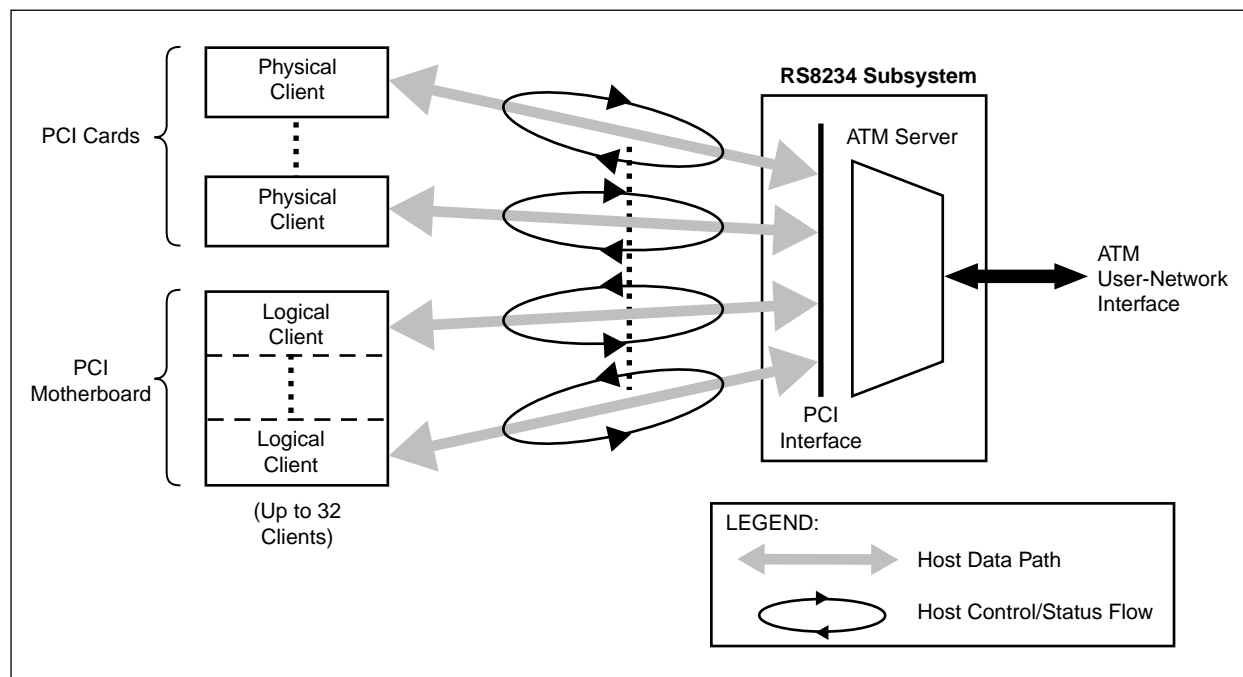 PCI Cards
Physical
Client
Physical
Client
PCI
Motherboard
Logical
Client
Logical
Client
(Up to 32
Clients)
RS8234 Subsystem
ATM Server
PCI
Interface
ATM
User-Network
Interface
LEGEND:
Host Data Path
Host Control/Status Flow